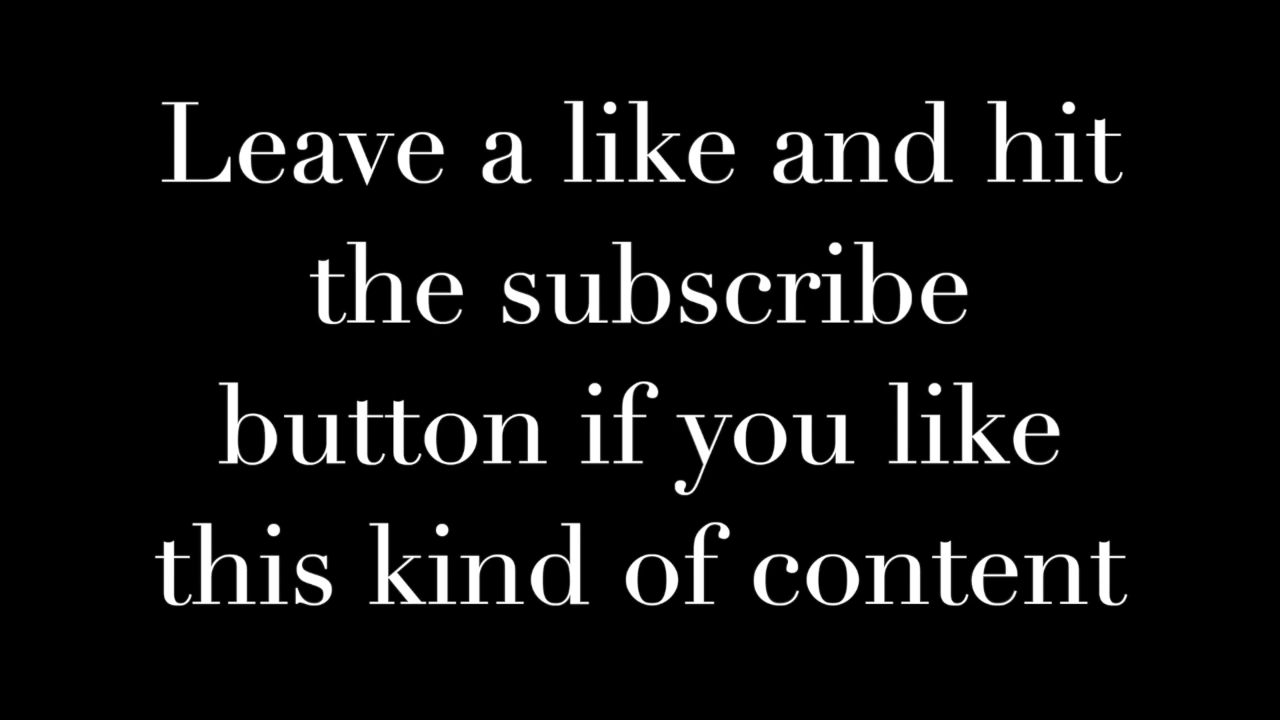 Leave a like and hit
the subscribe
button if you like
this kind of content